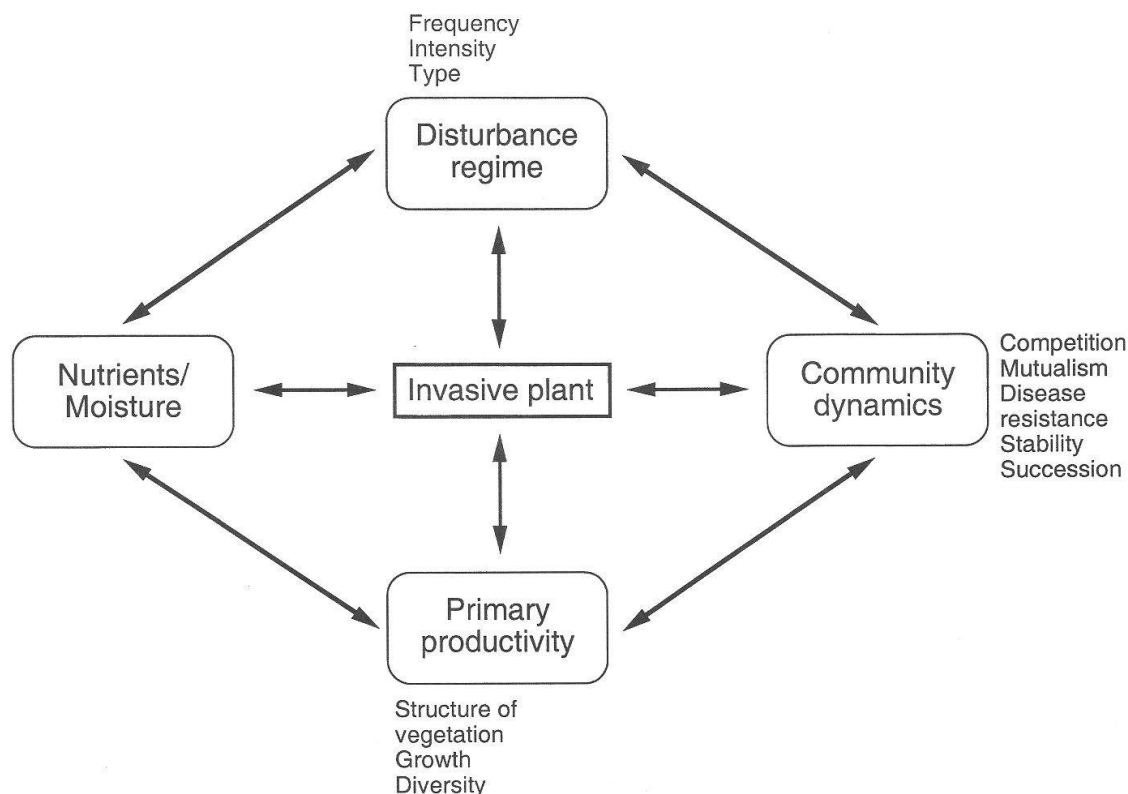 Frequency
Intensity
Type
Disturbance
regime
Nutrients/
Moisture
Invasive plant
Community
dynamics
Competition
Mutualism
Disease
resistance
Stability
Succession
Primary
productivity
Structure of
vegetation
Growth
Diversity